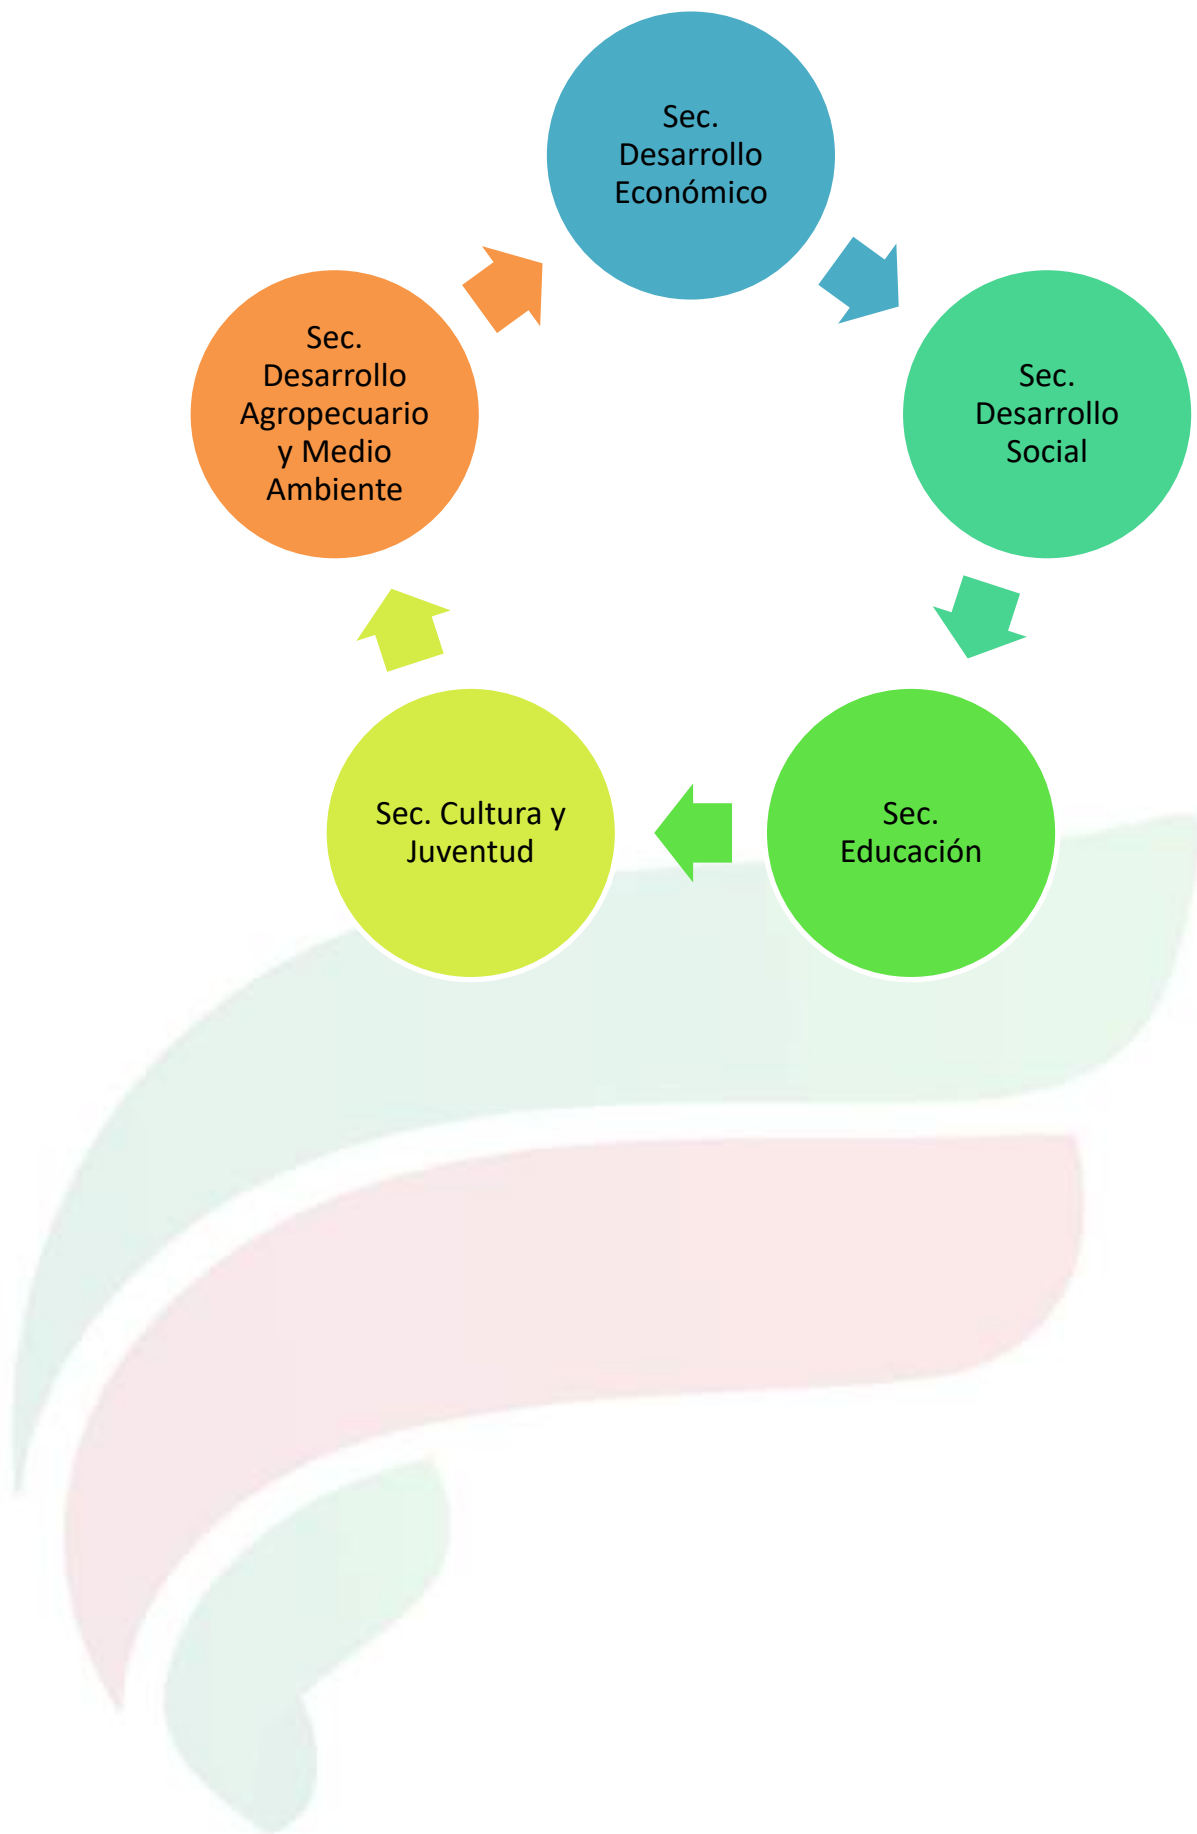 Sec.
Desarrollo
Económico
Sec.
Desarrollo
Social
Sec.
Educación
Sec. Cultura y
Juventud
Sec.
Desarrollo
Agropecuario
y Medio
Ambiente